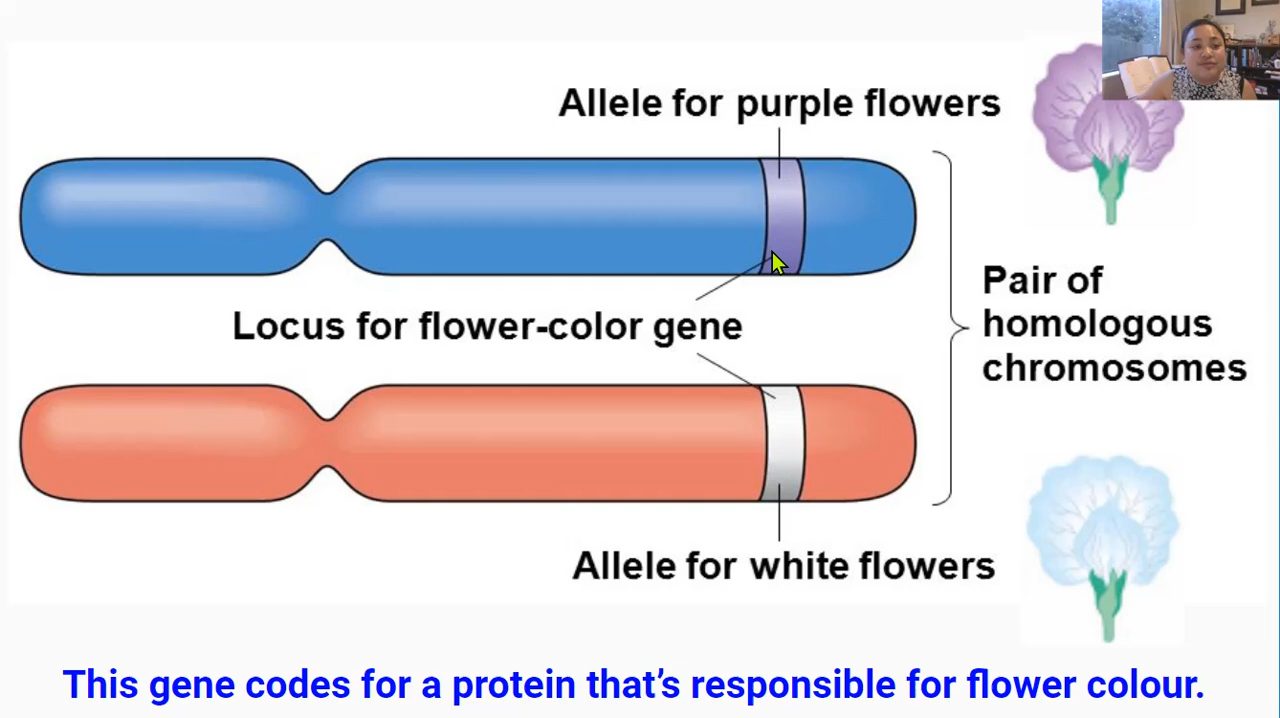 Allele for purple flowers
Locus for flower-color gene
Pair of
homologous
chromosomes
Allele for white flowers
This gene codes for a protein that’s responsible for flower colour.